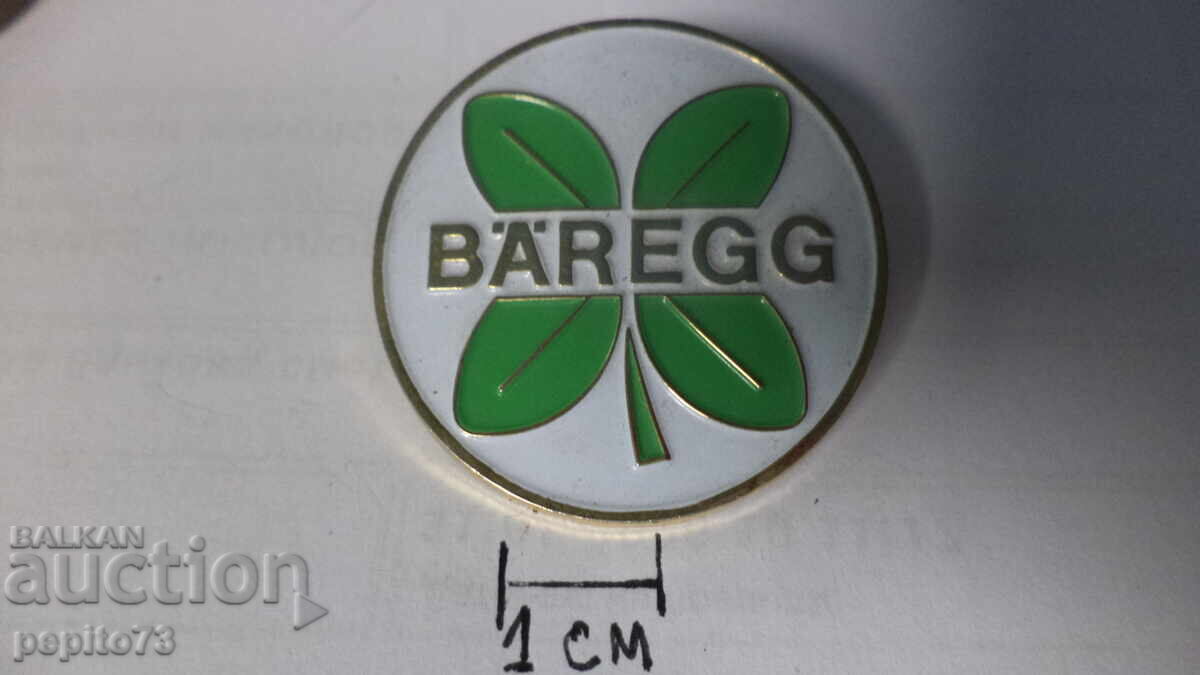 BÄREGG
1 CM
BALKAN
auction
pepito73